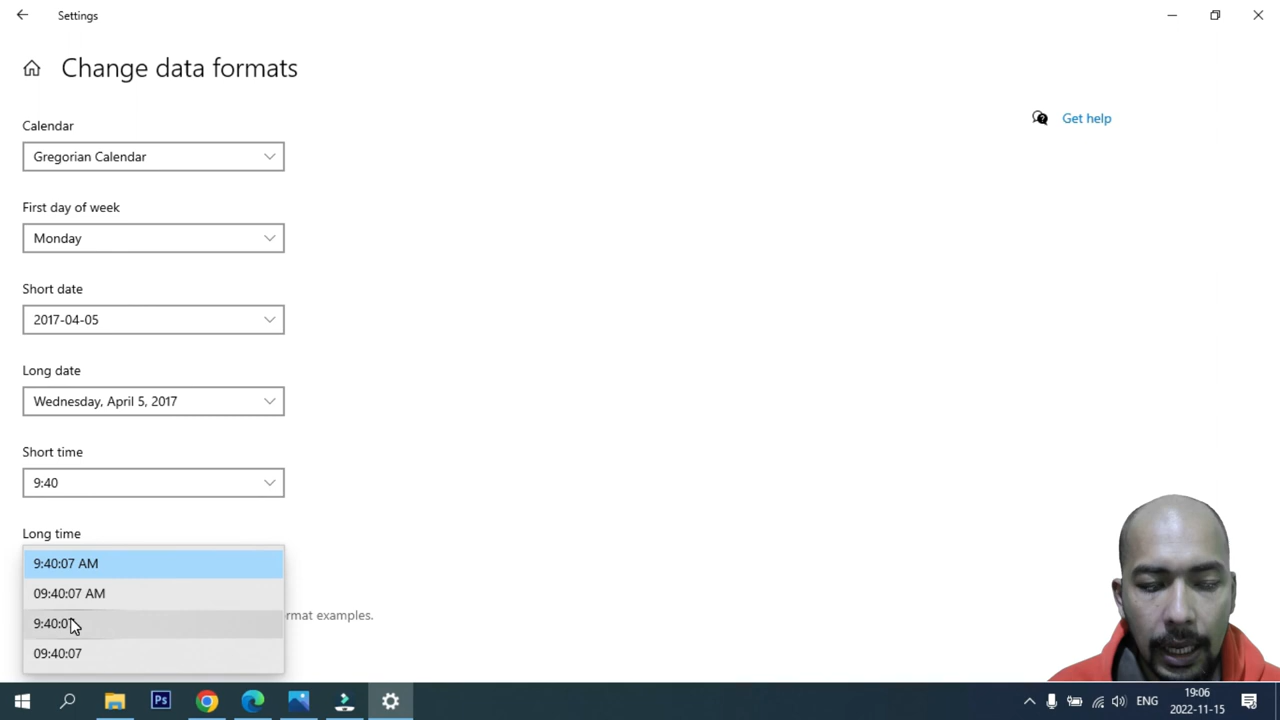 Settings
Change data formats
Calendar
Get help
Gregorian Calendar
First day of week
Monday
Short date
2017-04-05
Long date
Wednesday, April 5, 2017
Short time
9:40
Long time
9:40:07 AM
09:40:07 AM
9:40:07
rmat examples.
09:40:07
Ps
ENG
19:06
2022-11-15